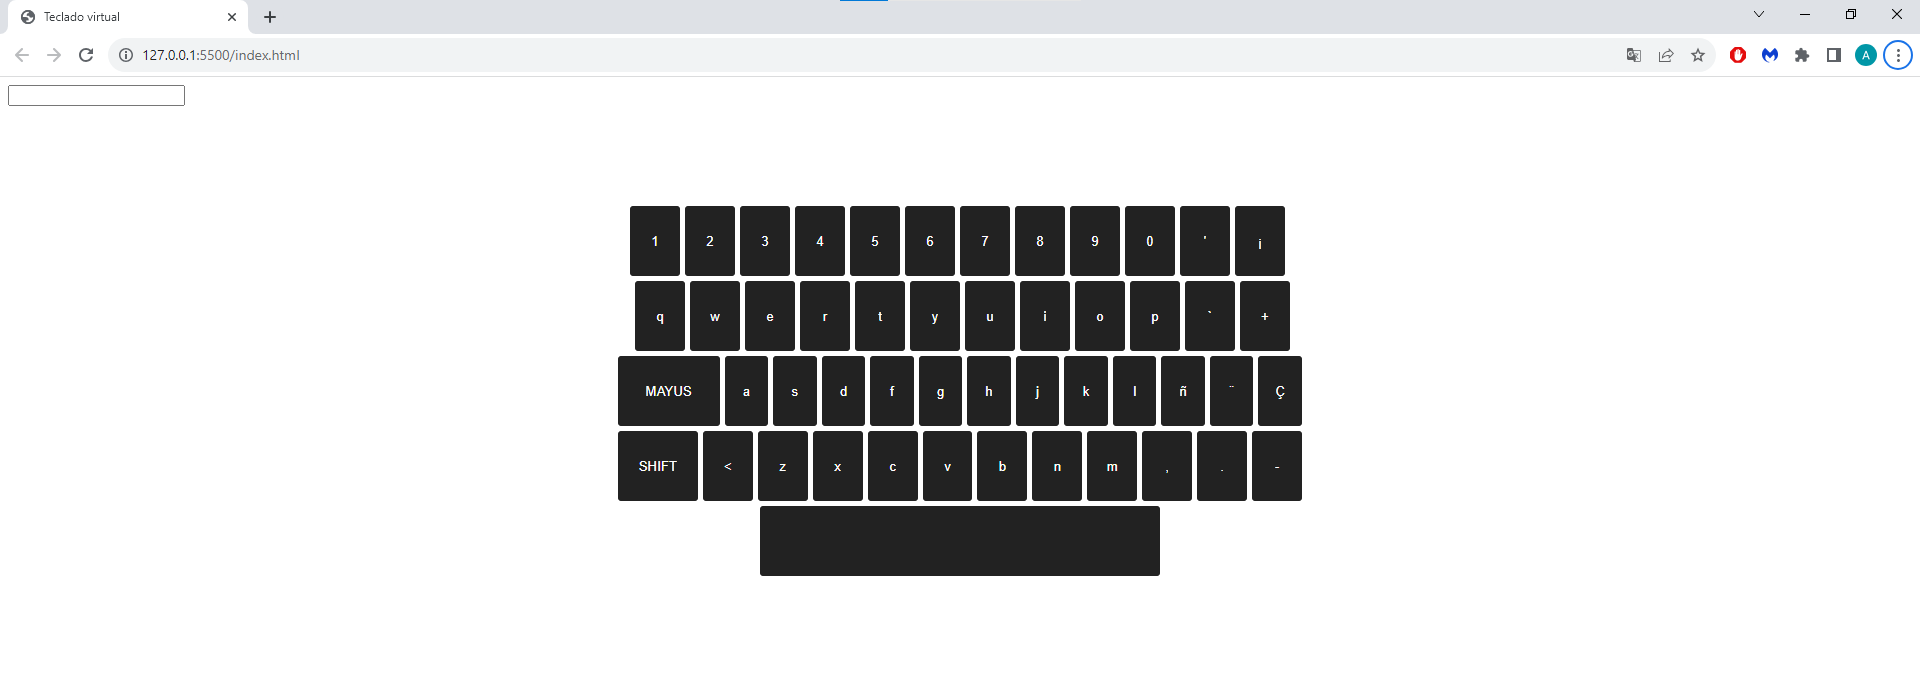 Teclado virtual
127.0.0.1:5500/index.html
A
1 2 3 4 5 6 7 8 9 0 ' ¡
q w e r t y u i o p ` +
MAYUS a s d f g h j k l ñ ¨ Ç
SHIFT < z x c v b n m , . -